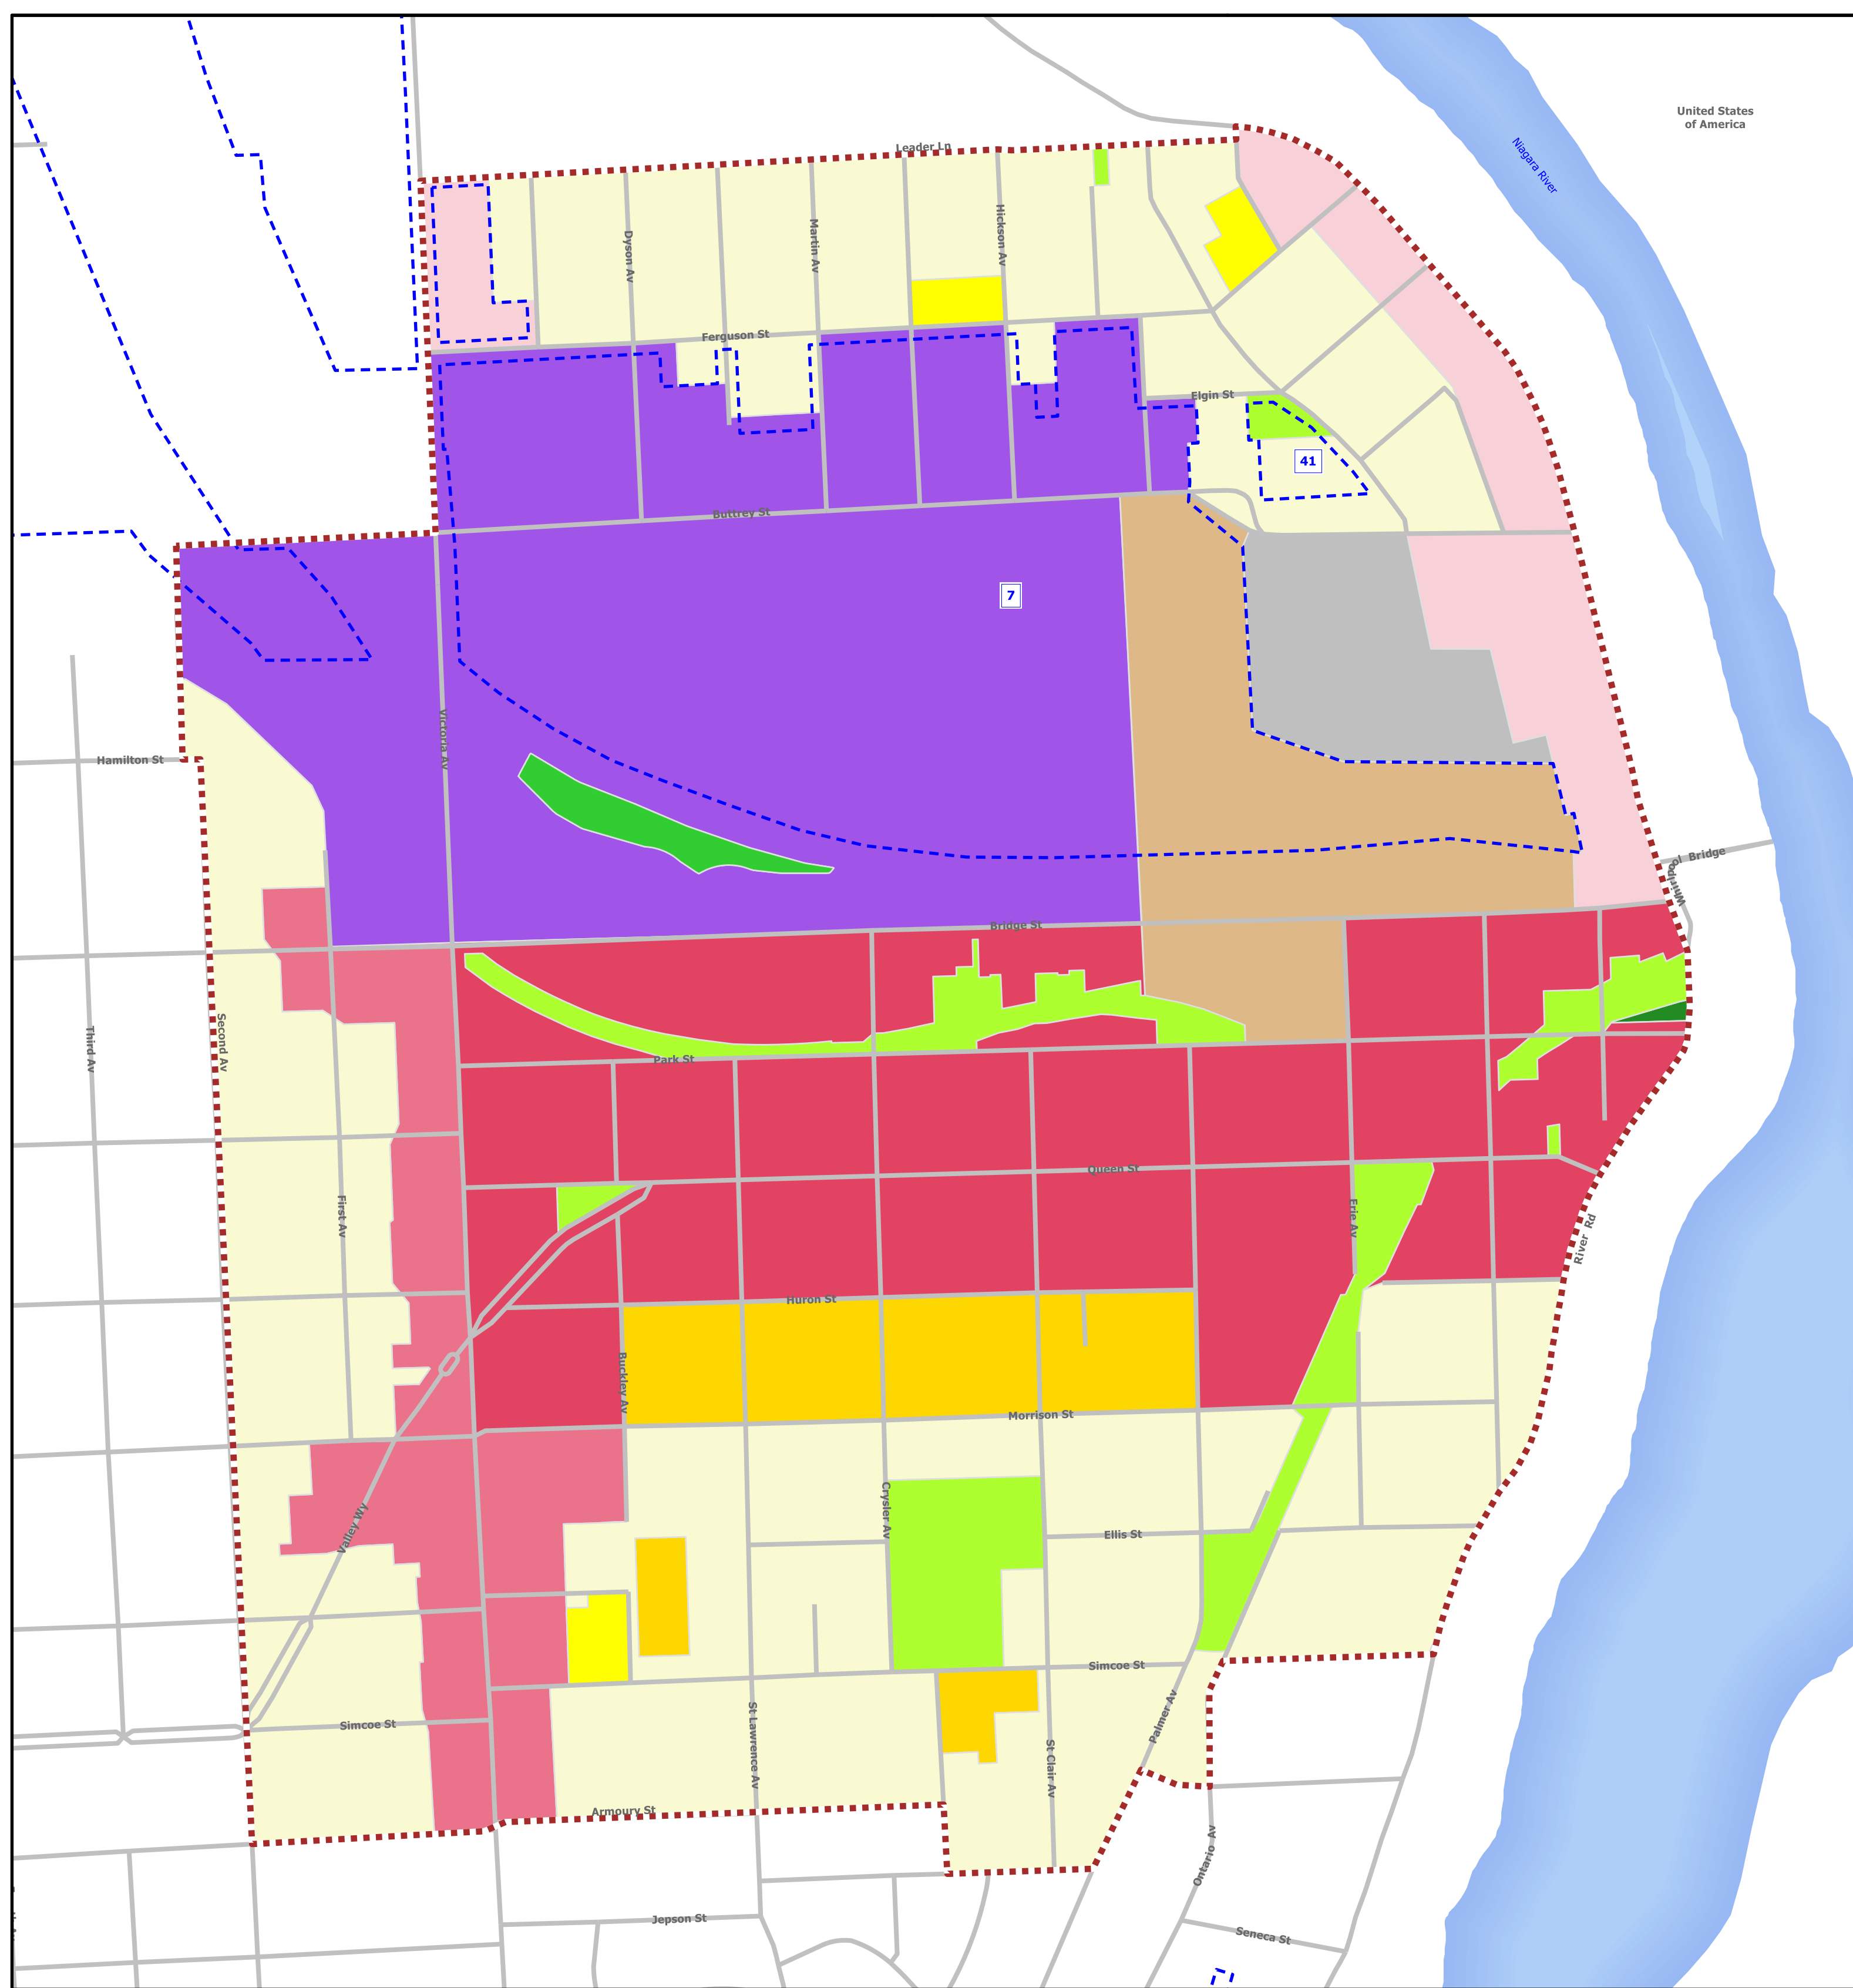 United States
of America
Niagara River
Leader Ln
Hickson Av
Martin Av
Dyson Av
Ferguson St
Elgin St
41
Buttrey St
7
Victoria Av
Hamilton St
Bridge St
Bridge
Third Av
Second Av
Park St
Queen St
First Av
Erie Av
River Rd
Huron St
Buckley Av
Morrison St
Crysler Av
Valley Wy
Ellis St
Simcoe St
Simcoe St
Palmer Av
St Lawrence Av
St Clair Av
Armoury St
Ontario Av
Jepson St
Seneca St